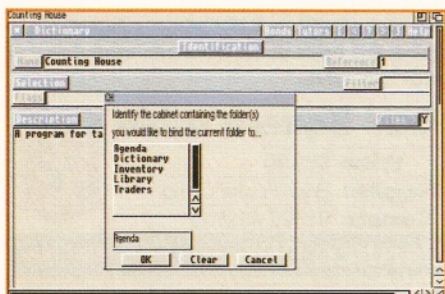 Counting House
Dictionary Bonds Tutors I < ? > O Help
Identification
Name Counting House Reference 1
Selection Filter
Flags
CH
Identify the cabinet containing the folder(s)
you would like to bind the current folder to...
Description
A program for ta
Agenda
Dictionary
Inventory
Library
Traders
Agenda
OK Clear Cancel